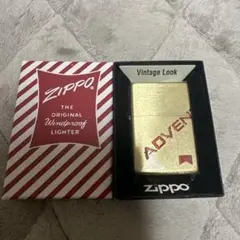 ZIPPO
THE
ORIGINAL
Windproof
LIGHTER
Vintage Look
ADVEN
zippo